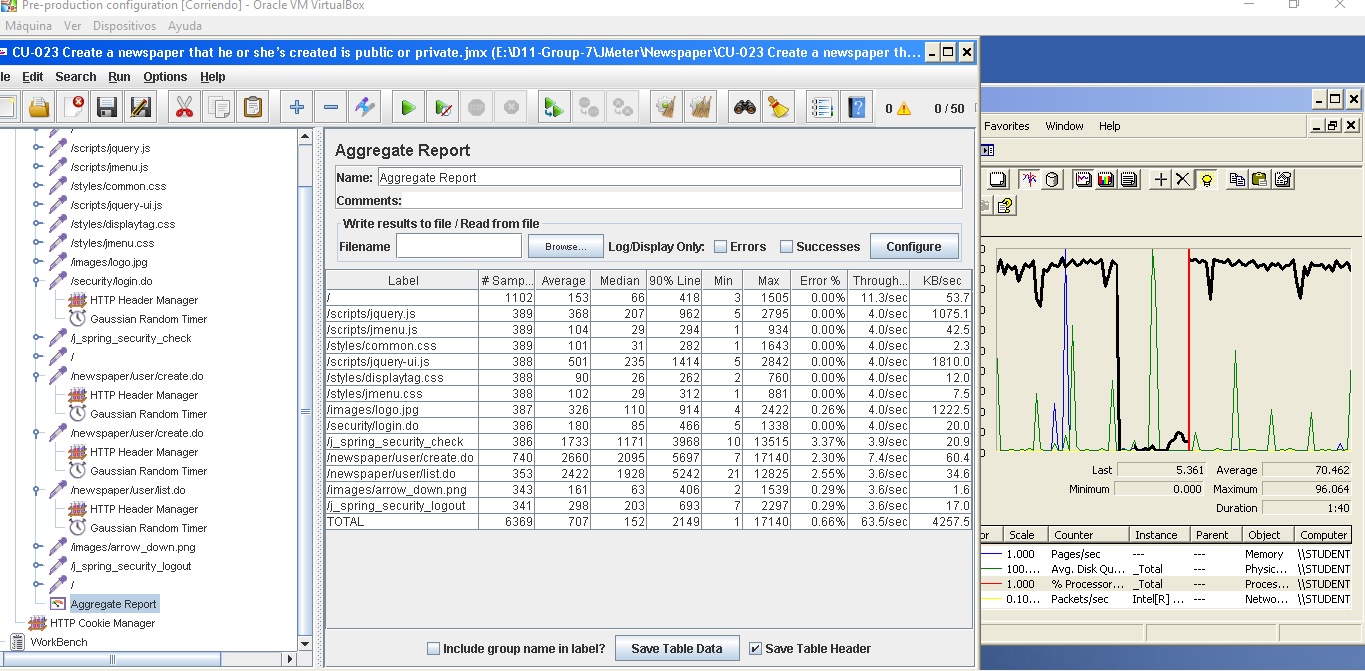 Pre-production configuration [Corriendo] - Oracle VM VirtualBox
Máquina Ver Dispositivos Ayuda
CU-023 Create a newspaper that he or she's created is public or private.jmx (E:\D11-Group-7\JMeter\Newspaper\CU-023 Create a newspaper th...
le Edit Search Run Options Help
0 0 / 50
Favorites Window Help
/
/scripts/jquery.js
/scripts/jmenu.js
/styles/common.css
/scripts/jquery-ui.js
/styles/displaytag.css
/styles/jmenu.css
/images/logo.jpg
/security/login.do
HTTP Header Manager
Gaussian Random Timer
/j_spring_security_check
/
/newspaper/user/create.do
HTTP Header Manager
Gaussian Random Timer
/newspaper/user/create.do
HTTP Header Manager
Gaussian Random Timer
/newspaper/user/list.do
HTTP Header Manager
Gaussian Random Timer
/images/arrow_down.png
/j_spring_security_logout
/
Aggregate Report
HTTP Cookie Manager
WorkBench
Aggregate Report
Name: Aggregate Report
Comments:
Write results to file / Read from file
Filename Browse... Log/Display Only: Errors Successes Configure
Label # Samp... Average Median 90% Line Min Max Error % Through... KB/sec
/ 1102 153 66 418 3 1505 0.00% 11.3/sec 53.7
/scripts/jquery.js 389 368 207 962 5 2795 0.00% 4.0/sec 1075.1
/scripts/jmenu.js 389 104 29 294 1 934 0.00% 4.0/sec 42.5
/styles/common.css 389 101 31 282 1 1643 0.00% 4.0/sec 2.3
/scripts/jquery-ui.js 388 501 235 1414 5 2842 0.00% 4.0/sec 1810.0
/styles/displaytag.css 388 90 26 262 2 760 0.00% 4.0/sec 12.0
/styles/jmenu.css 388 102 29 312 1 881 0.00% 4.0/sec 7.5
/images/logo.jpg 387 326 110 914 4 2422 0.26% 4.0/sec 1222.5
/security/login.do 386 180 85 466 5 1338 0.00% 4.0/sec 20.0
/j_spring_security_check 386 1733 1171 3968 10 13515 3.37% 3.9/sec 20.9
/newspaper/user/create.do 740 2660 2095 5697 7 17140 2.30% 7.4/sec 60.4
/newspaper/user/list.do 353 2422 1928 5242 21 12825 2.55% 3.6/sec 34.6
/images/arrow_down.png 343 161 63 406 2 1539 0.29% 3.6/sec 1.6
/j_spring_security_logout 341 298 203 693 7 2297 0.29% 3.6/sec 17.0
TOTAL 6369 707 152 2149 1 17140 0.66% 63.5/sec 4257.5
Include group name in label? Save Table Data Save Table Header
Last 5.361 Average 70.462
Minimum 0.000 Maximum 96.064
Duration 1:40
or Scale Counter Instance Parent Object Computer
1.000 Pages/sec --- --- Memory \\STUDENT
100.... Avg. Disk Qu... _Total --- Physic... \\STUDENT
1.000 % Processor... _Total --- Proces... \\STUDENT
0.10... Packets/sec Intel[R] ... --- Netwo... \\STUDENT